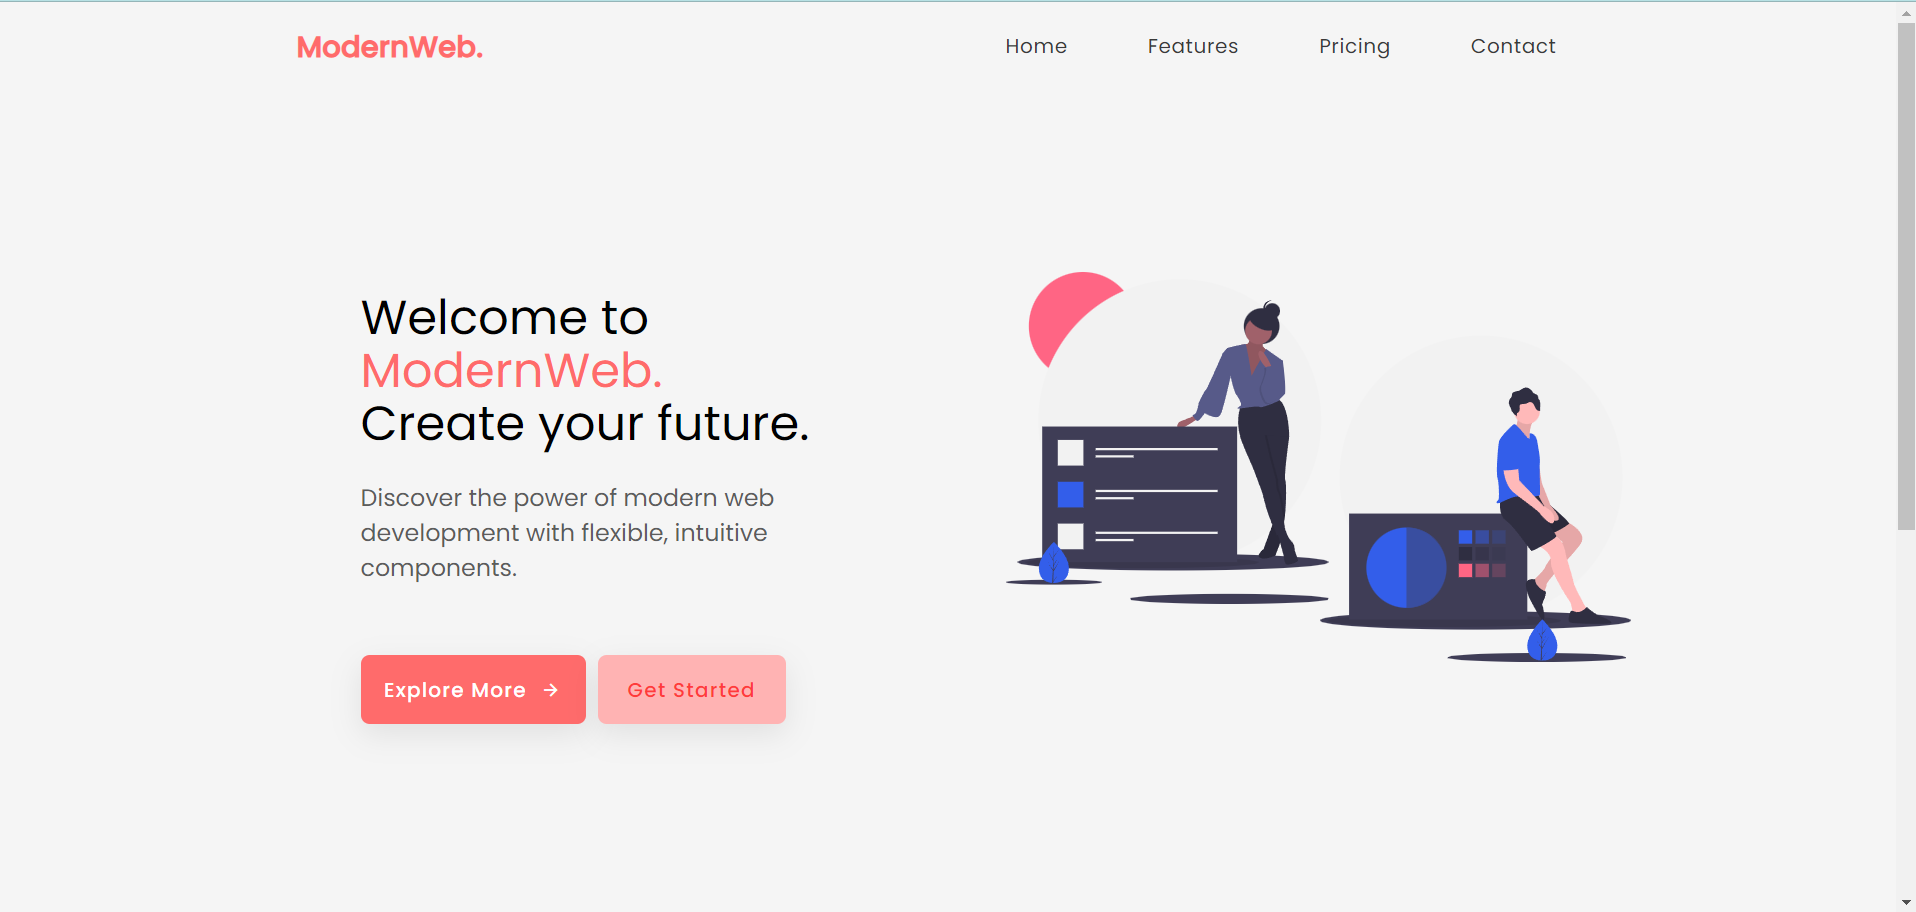 ModernWeb.
Home Features Pricing Contact
Welcome to
ModernWeb.
Create your future.
Discover the power of modern web
development with flexible, intuitive
components.
Explore More →
Get Started